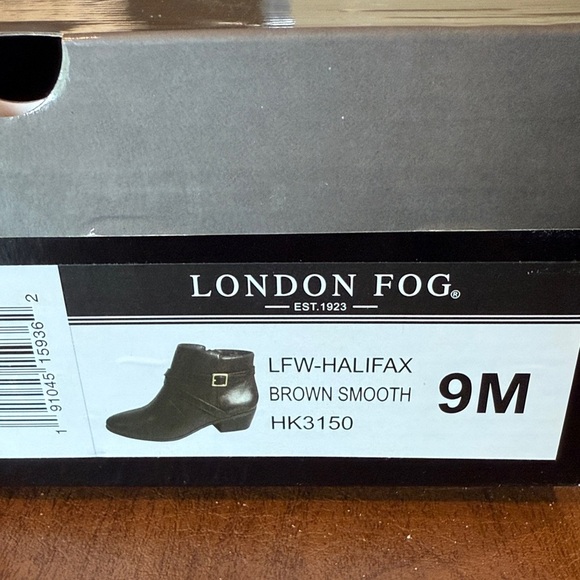 LONDON FOG®
EST.1923
LFW-HALIFAX
BROWN SMOOTH
HK3150
9M
1 91045 15936 2